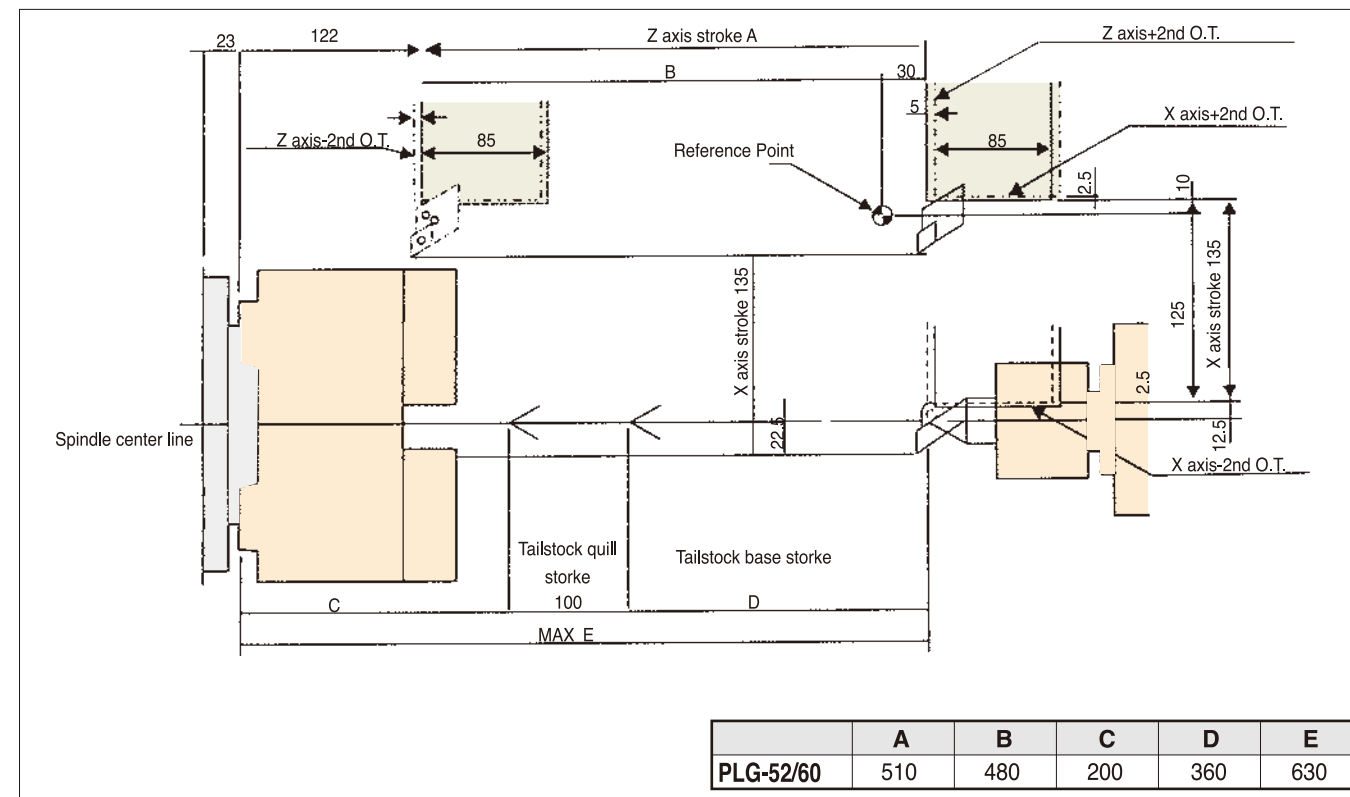 23
122
Z axis stroke A
Z axis+2nd O.T.
B
30
5
X axis+2nd O.T.
Z axis-2nd O.T.
85
Reference Point
85
2.5
10
X axis stroke 135
125
X axis stroke 135
2.5
Spindle center line
22.5
12.5
X axis-2nd O.T.
Tailstock quill
storke
100
Tailstock base storke
C
D
MAX E
A B C D E
PLG-52/60 510 480 200 360 630